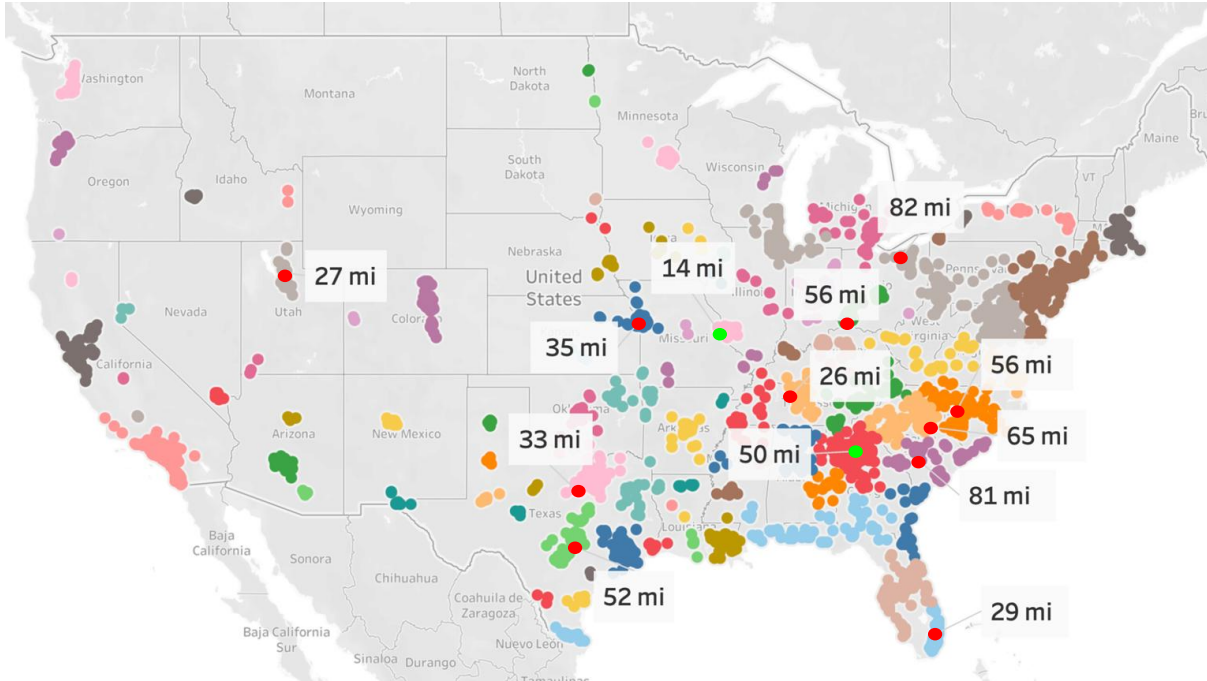 Washington
North
Dakota
Montana
Minnesota
Maine
Oregon
Idaho
South
Dakota
Wisconsin
VT
Wyoming
Michigan
82 mi
Nebraska
14 mi
27 mi
United
States
Illinois
56 mi
Nevada
Utah
Colorado
West
Virginia
35 mi
Missouri
California
56 mi
26 mi
Oklahoma
Arizona
New Mexico
33 mi
65 mi
50 mi
81 mi
Texas
Louisiana
Baja
California
Sonora
Chihuahua
Coahuila de
Zaragoza
52 mi
29 mi
Baja California
Sur
Nuevo León
Sinaloa
Durango
Tamaulipas